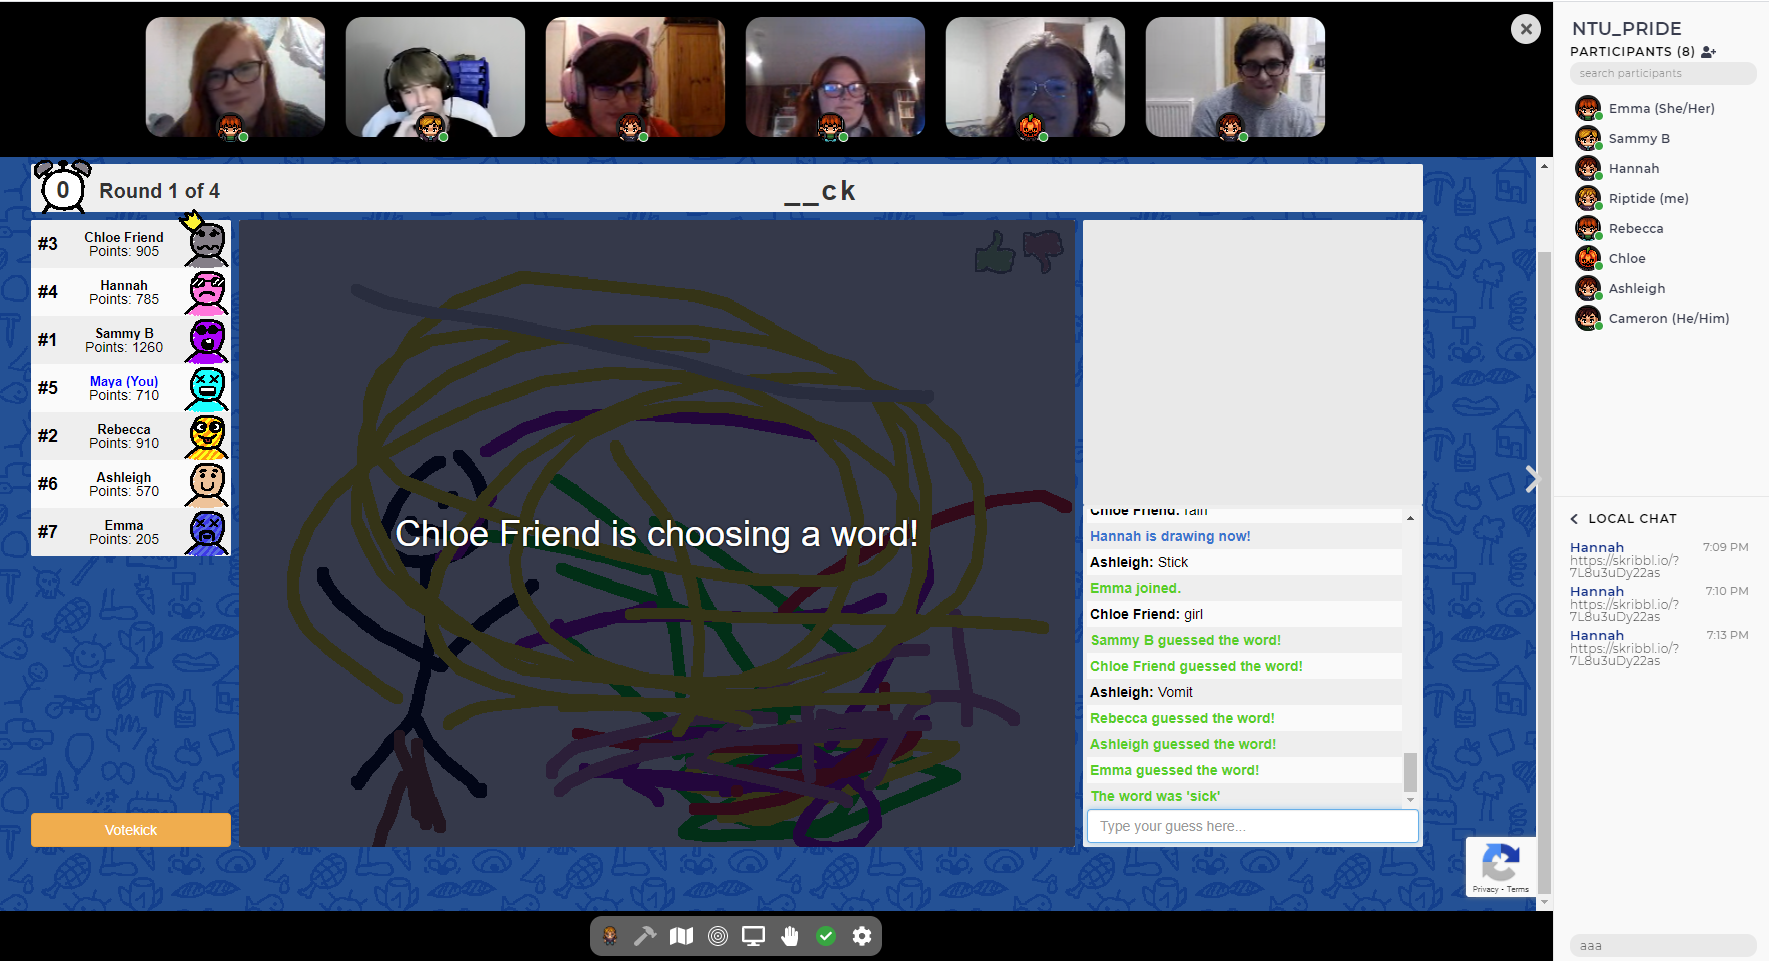 NTU_PRIDE
PARTICIPANTS (8)
search participants
Emma (She/Her)
Sammy B
Hannah
Riptide (me)
Rebecca
Chloe
Ashleigh
Cameron (He/Him)
0
Round 1 of 4
__ck
#3
Chloe Friend
Points: 905
#4
Hannah
Points: 785
#1
Sammy B
Points: 1260
#5
Maya (You)
Points: 710
#2
Rebecca
Points: 910
#6
Ashleigh
Points: 570
#7
Emma
Points: 205
Votekick
Chloe Friend is choosing a word!
Chloe Friend: rain
Hannah is drawing now!
Ashleigh: Stick
Emma joined.
Chloe Friend: girl
Sammy B guessed the word!
Chloe Friend guessed the word!
Ashleigh: Vomit
Rebecca guessed the word!
Ashleigh guessed the word!
Emma guessed the word!
The word was 'sick'
Type your guess here...
Privacy - Terms
LOCAL CHAT
Hannah 7:09 PM
https://skribbl.io/?
7L8u3uDy22as
Hannah 7:10 PM
https://skribbl.io/?
7L8u3uDy22as
Hannah 7:13 PM
https://skribbl.io/?
7L8u3uDy22as
aaa